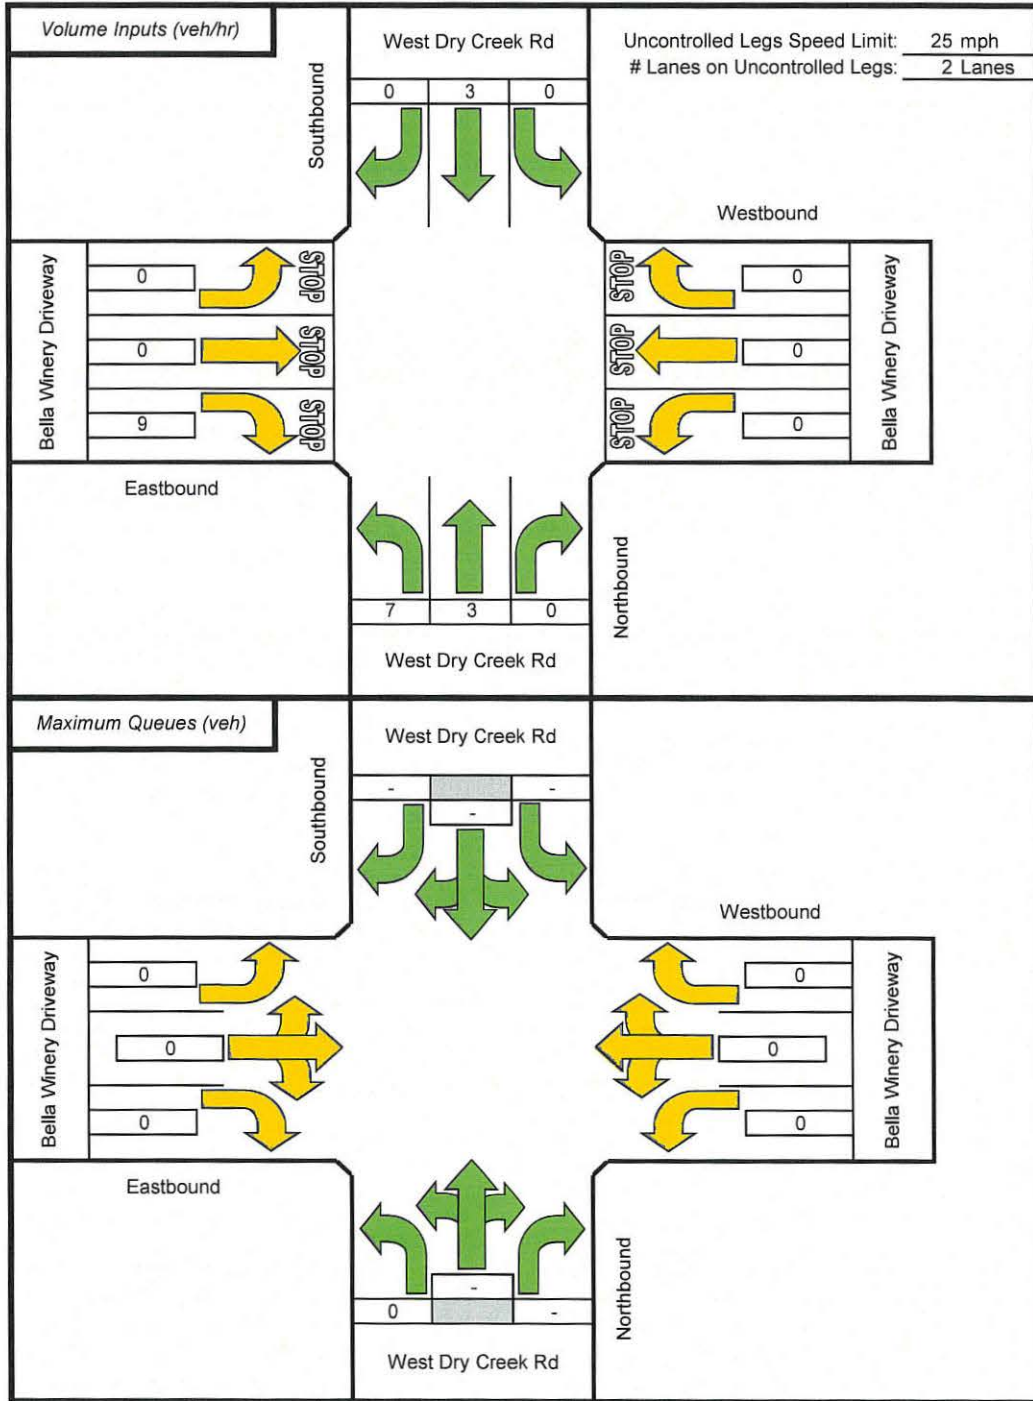 Volume Inputs (veh/hr)
West Dry Creek Rd
Uncontrolled Legs Speed Limit: 25 mph
# Lanes on Uncontrolled Legs: 2 Lanes
Southbound
0 3 0
Westbound
Bella Winery Driveway
0 STOP
0 STOP
9 STOP
STOP 0
STOP 0
STOP 0
Bella Winery Driveway
Eastbound
Northbound
7 3 0
West Dry Creek Rd
Maximum Queues (veh)
West Dry Creek Rd
Southbound
- -
-
Westbound
Bella Winery Driveway
0
0
0
0
0
0
Bella Winery Driveway
Eastbound
Northbound
-
0 -
West Dry Creek Rd